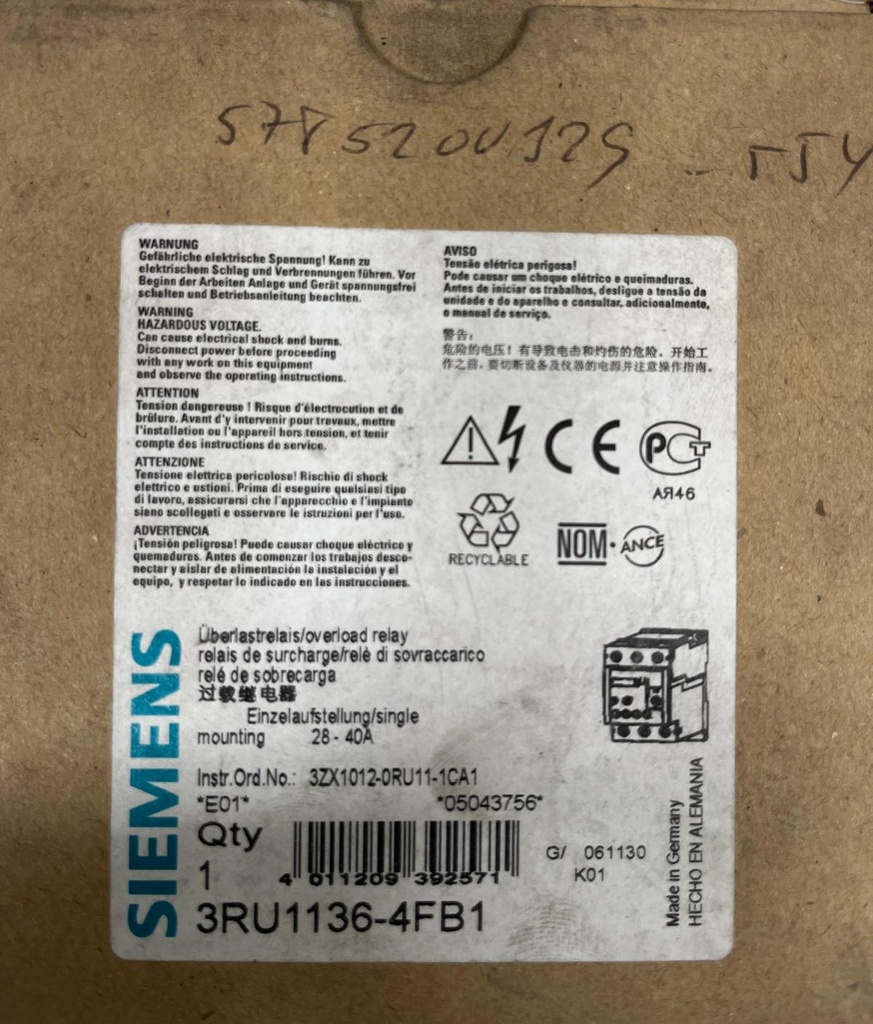 WARNUNG
Gefährliche elektrische Spannung! Kann zu
elektrischem Schlag und Verbrennungen führen. Vor
Beginn der Arbeiten Anlage und Gerät spannungsfrei
schalten und Betriebsanleitung beachten.
WARNING
HAZARDOUS VOLTAGE.
Can cause electrical shock and burns.
Disconnect power before proceeding
with any work on this equipment
and observe the operating instructions.
ATTENTION
Tension dangereuse ! Risque d'électrocution et de
brûlure. Avant d'y intervenir pour travaux, mettre
l'installation ou l'appareil hors tension, et tenir
compte des instructions de service.
ATTENZIONE
Tensione elettrica pericolosa! Rischio di shock
elettrico e ustioni. Prima di eseguire qualsiasi tipo
di lavoro, assicurarsi che l'apparecchio e l'impianto
siano scollegati e osservare le istruzioni per l'uso.
ADVERTENCIA
¡Tensión peligrosa! Puede causar choque eléctrico y
quemaduras. Antes de comenzar los trabajos desco-
nectar y aislar de alimentación la instalación y el
equipo, y respetar lo indicado en las instrucciones.
AVISO
Tensão elétrica perigosa!
Pode causar um choque elétrico e queimaduras.
Antes de iniciar os trabalhos, desligue a tensão da
unidade e do aparelho e consultar, adicionalmente,
o manual de serviço.
警告:
危险的电压! 有导致电击和灼伤的危险。开始工
作之前, 要切断设备及仪器的电源并注意操作指南。
CE
РСТ
АЯ46
RECYCLABLE
NOM · ANCE
SIEMENS
Überlastrelais/overload relay
relais de surcharge/relè di sovraccarico
relé de sobrecarga
过载继电器
Einzelaufstellung/single
mounting 28 - 40A
Instr.Ord.No.: 3ZX1012-0RU11-1CA1
*E01* *05043756*
Qty
1
4 011209 392571
G/ 061130
K01
3RU1136-4FB1
Made in Germany
HECHO EN ALEMANIA